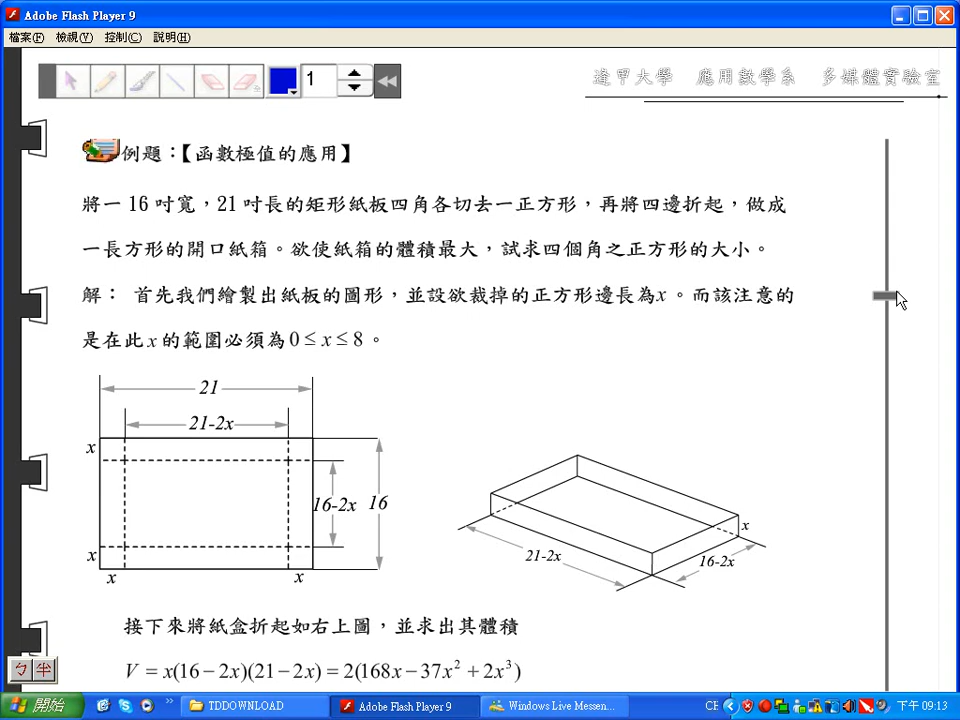 Adobe Flash Player 9
檔案(F) 檢視(V) 控制(C) 說明(H)
1
逢甲大學 應用數學系 多媒體實驗室
例題：【函數極值的應用】
將一 16 吋寬，21 吋長的矩形紙板四角各切去一正方形，再將四邊折起，做成
一長方形的開口紙箱。欲使紙箱的體積最大，試求四個角之正方形的大小。
解： 首先我們繪製出紙板的圖形，並設欲裁掉的正方形邊長為x。而該注意的
是在此 x 的範圍必須為 0 ≤ x ≤ 8 。
21
21-2x
x
16-2x 16
x
x x
x
21-2x
16-2x
接下來將紙盒折起如右上圖，並求出其體積
V = x(16 − 2x)(21 − 2x) = 2(168x − 37x² + 2x³)
ㄅ 半
開始 TDDOWNLOAD Adobe Flash Player 9 Windows Live Messen... CE 下午 09:13